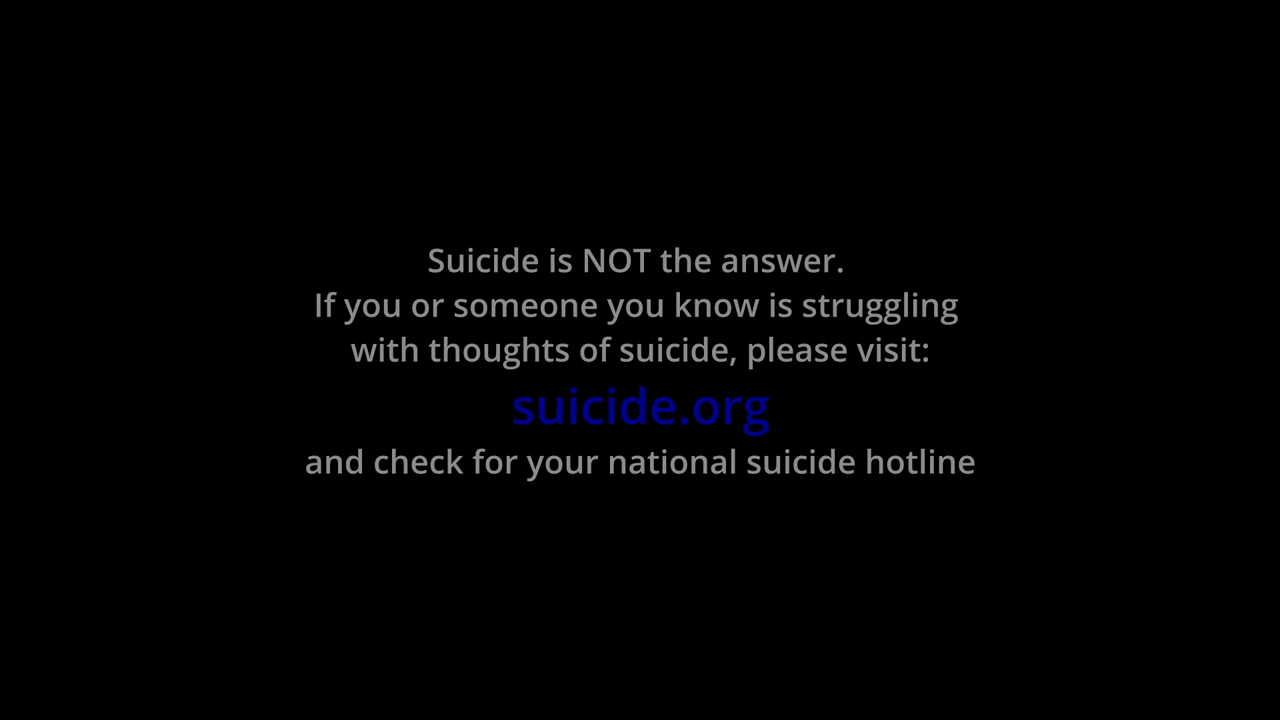 Suicide is NOT the answer.
If you or someone you know is struggling
with thoughts of suicide, please visit:
suicide.org
and check for your national suicide hotline